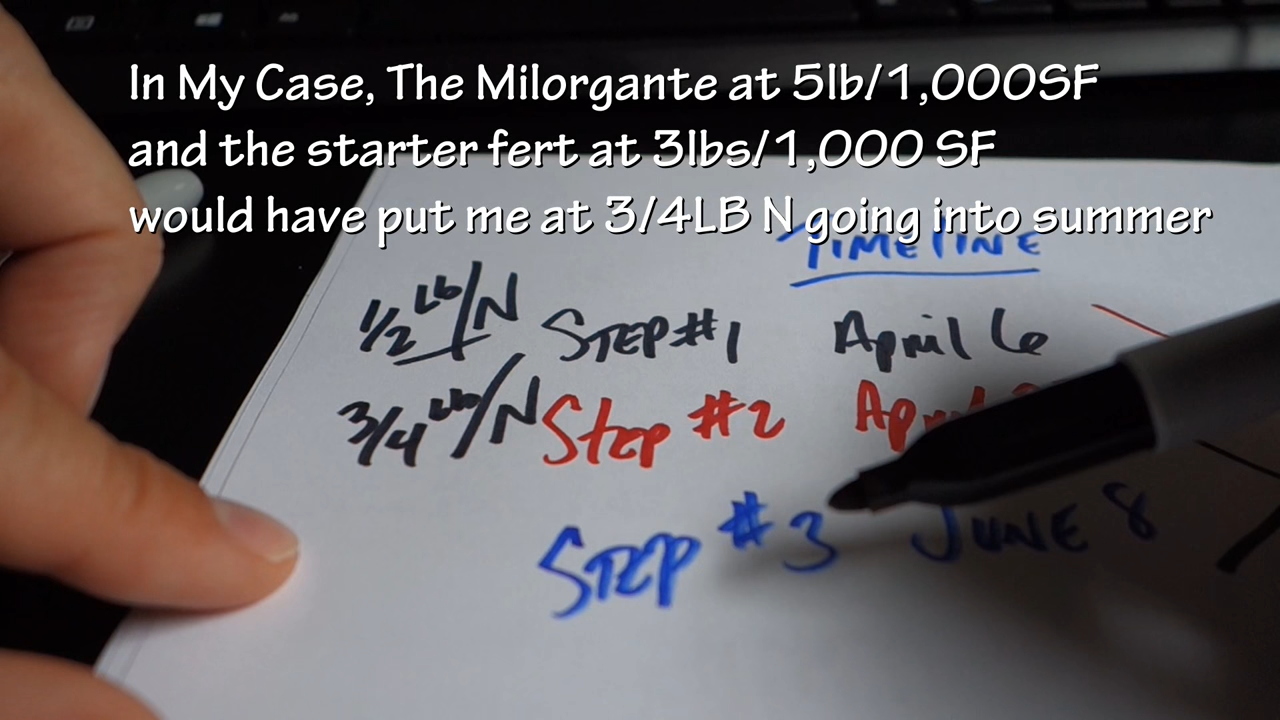 In My Case, The Milorgante at 5lb/1,000SF
and the starter fert at 3lbs/1,000 SF
would have put me at 3/4LB N going into summer
TIMELINE
1/2 Lb/N STEP #1 April 6
3/4 Lb/N Step #2 April
STEP #3 JUNE 8